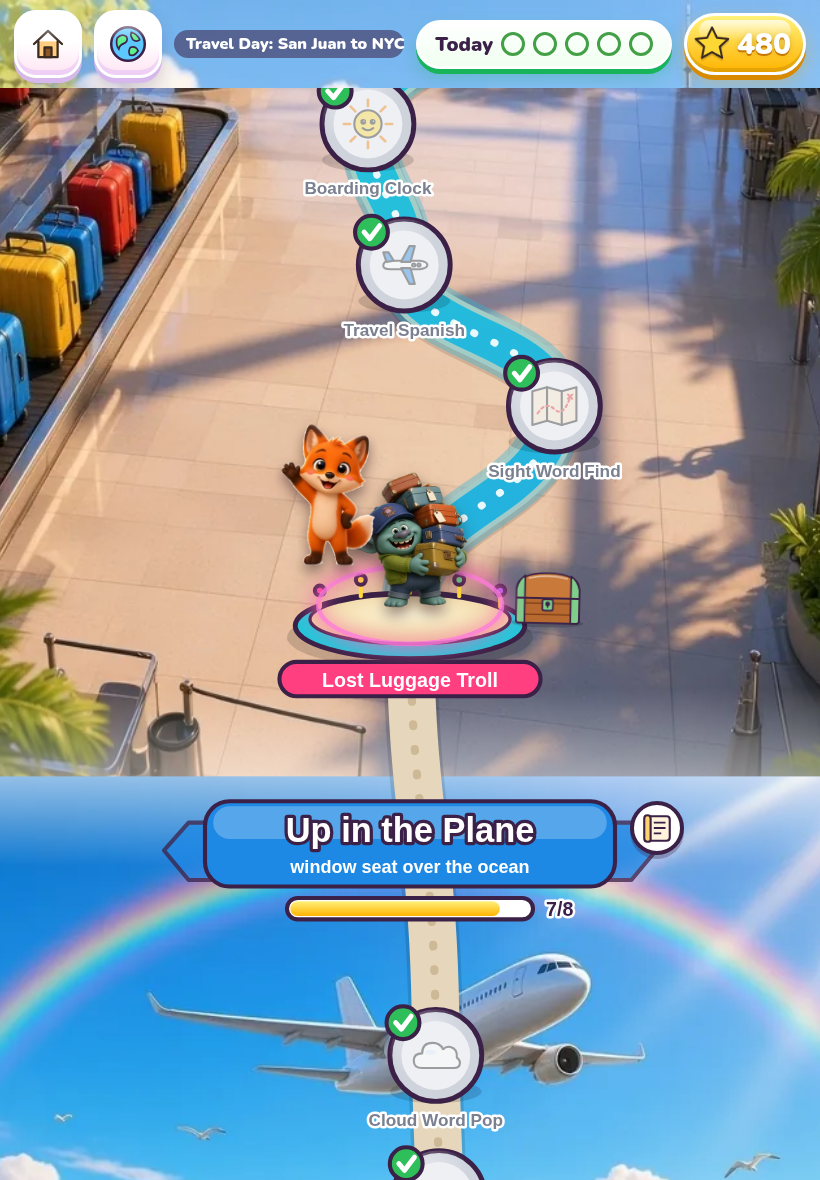 Travel Day: San Juan to NYC
Today
480
Boarding Clock
Travel Spanish
Sight Word Find
Lost Luggage Troll
Up in the Plane
window seat over the ocean
7/8
Cloud Word Pop